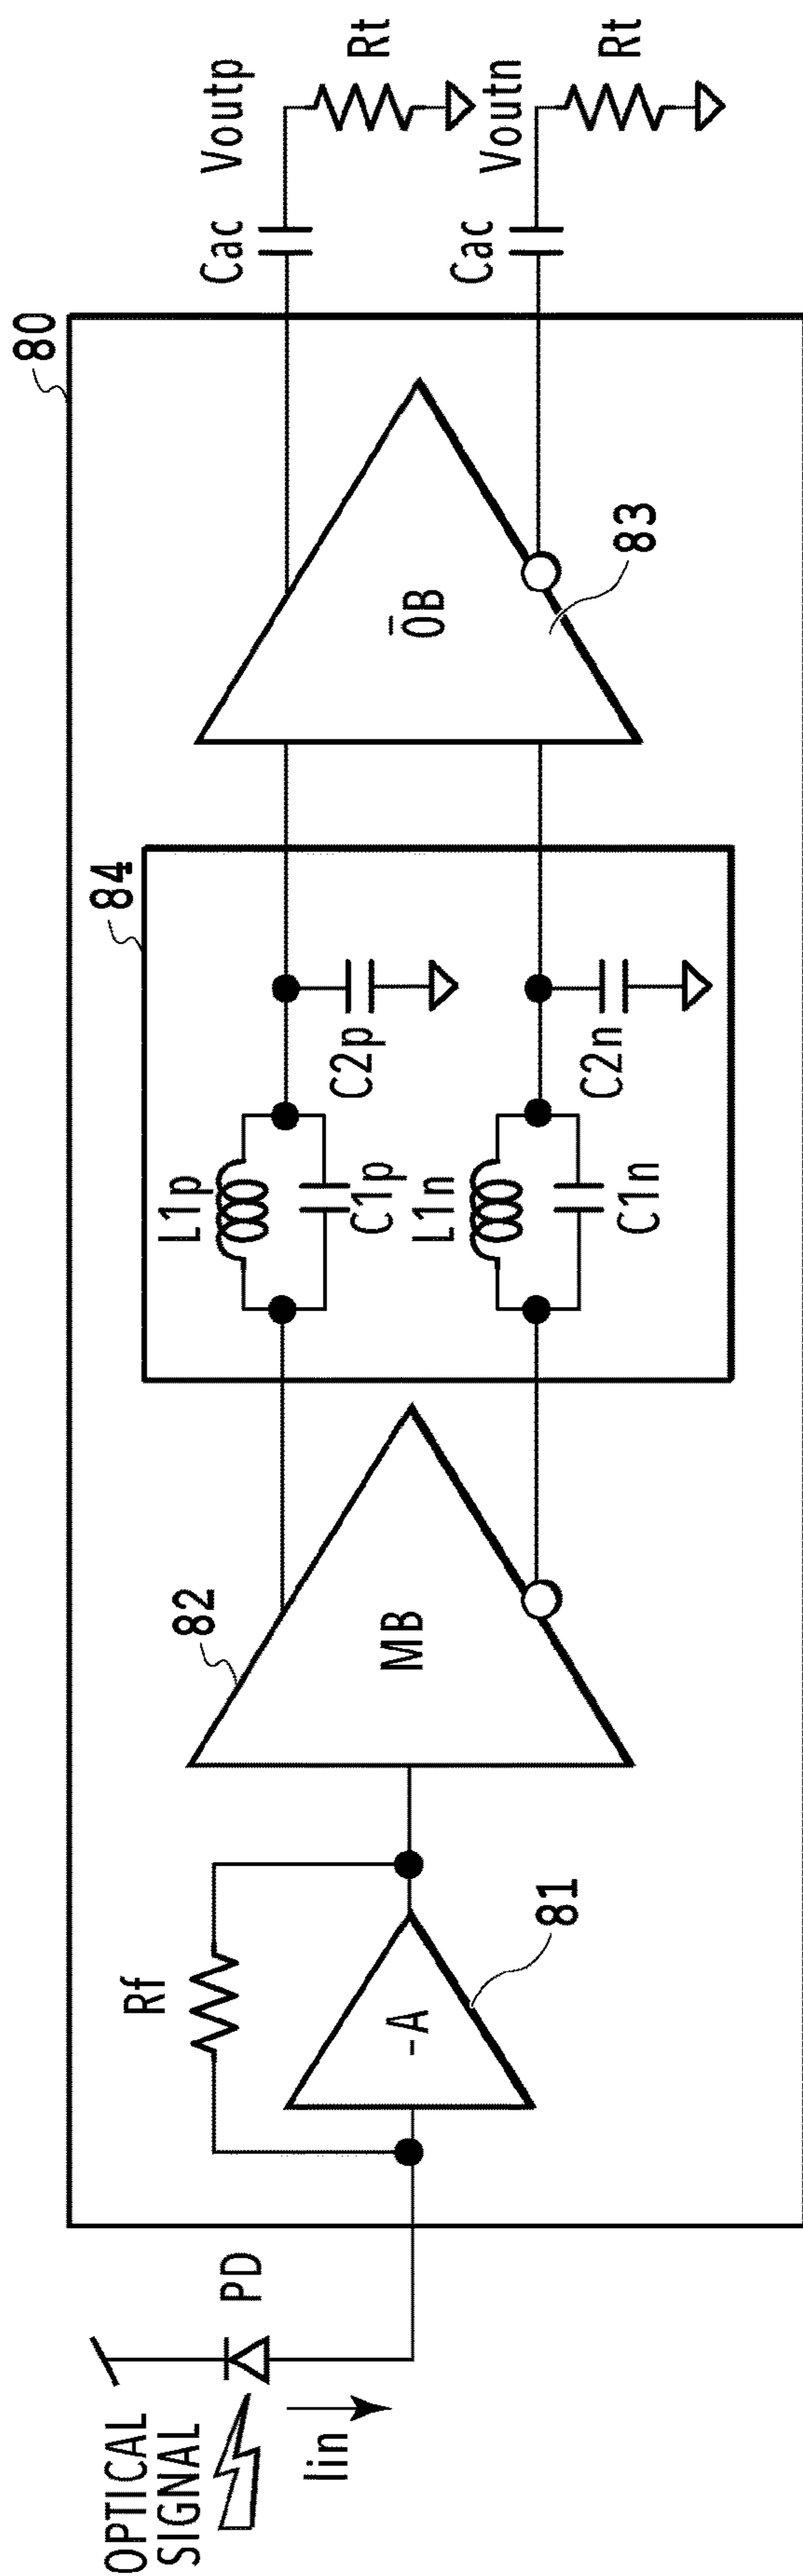 80
OPTICAL
SIGNAL
PD
Iin
Rf
-A
81
82
MB
84
L1p
C1p
C2p
L1n
C1n
C2n
ŌB
83
Cac
Voutp
Rt
Cac
Voutn
Rt